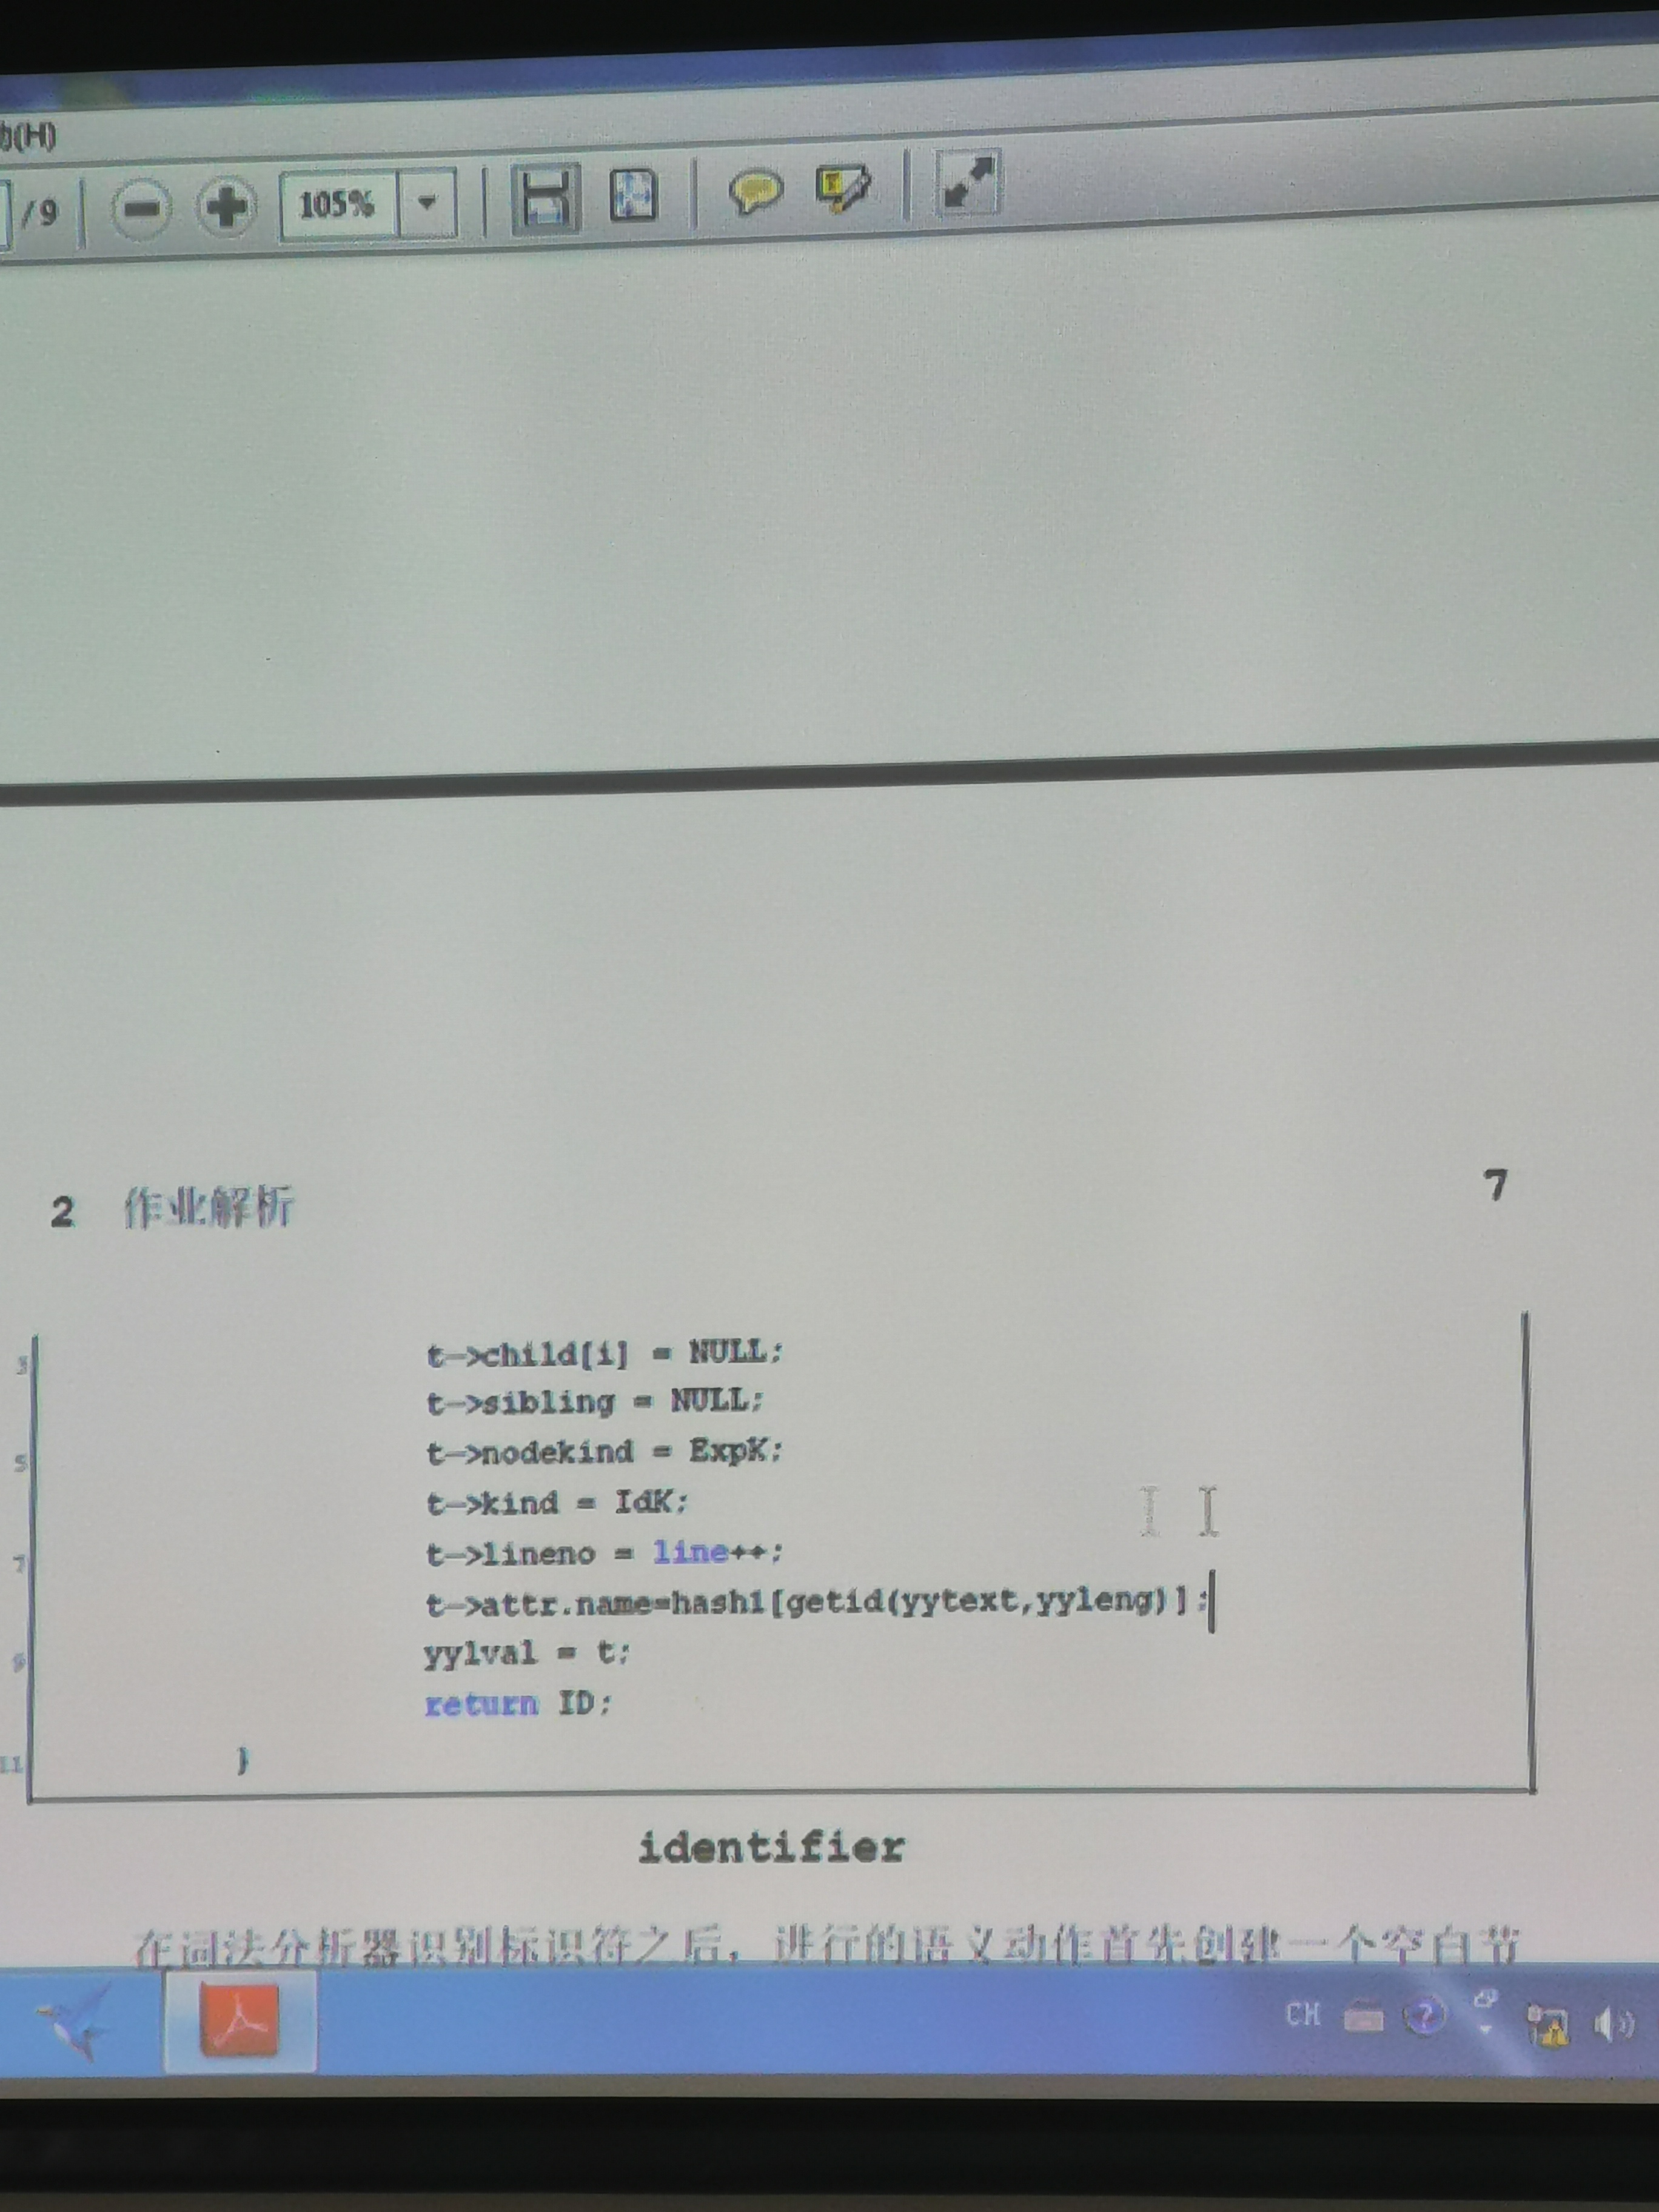 助(H)
/ 9
105%
2 作业解析
7
3 t->child[i] = NULL;
t->sibling = NULL;
5 t->nodekind = ExpK;
t->kind = IdK;
7 t->lineno = line++;
t->attr.name=hash1[getid(yytext,yyleng)];
9 yylval = t;
return ID;
11 }
identifier
在词法分析器识别标识符之后，进行的语义动作首先创建一个空白节
CH